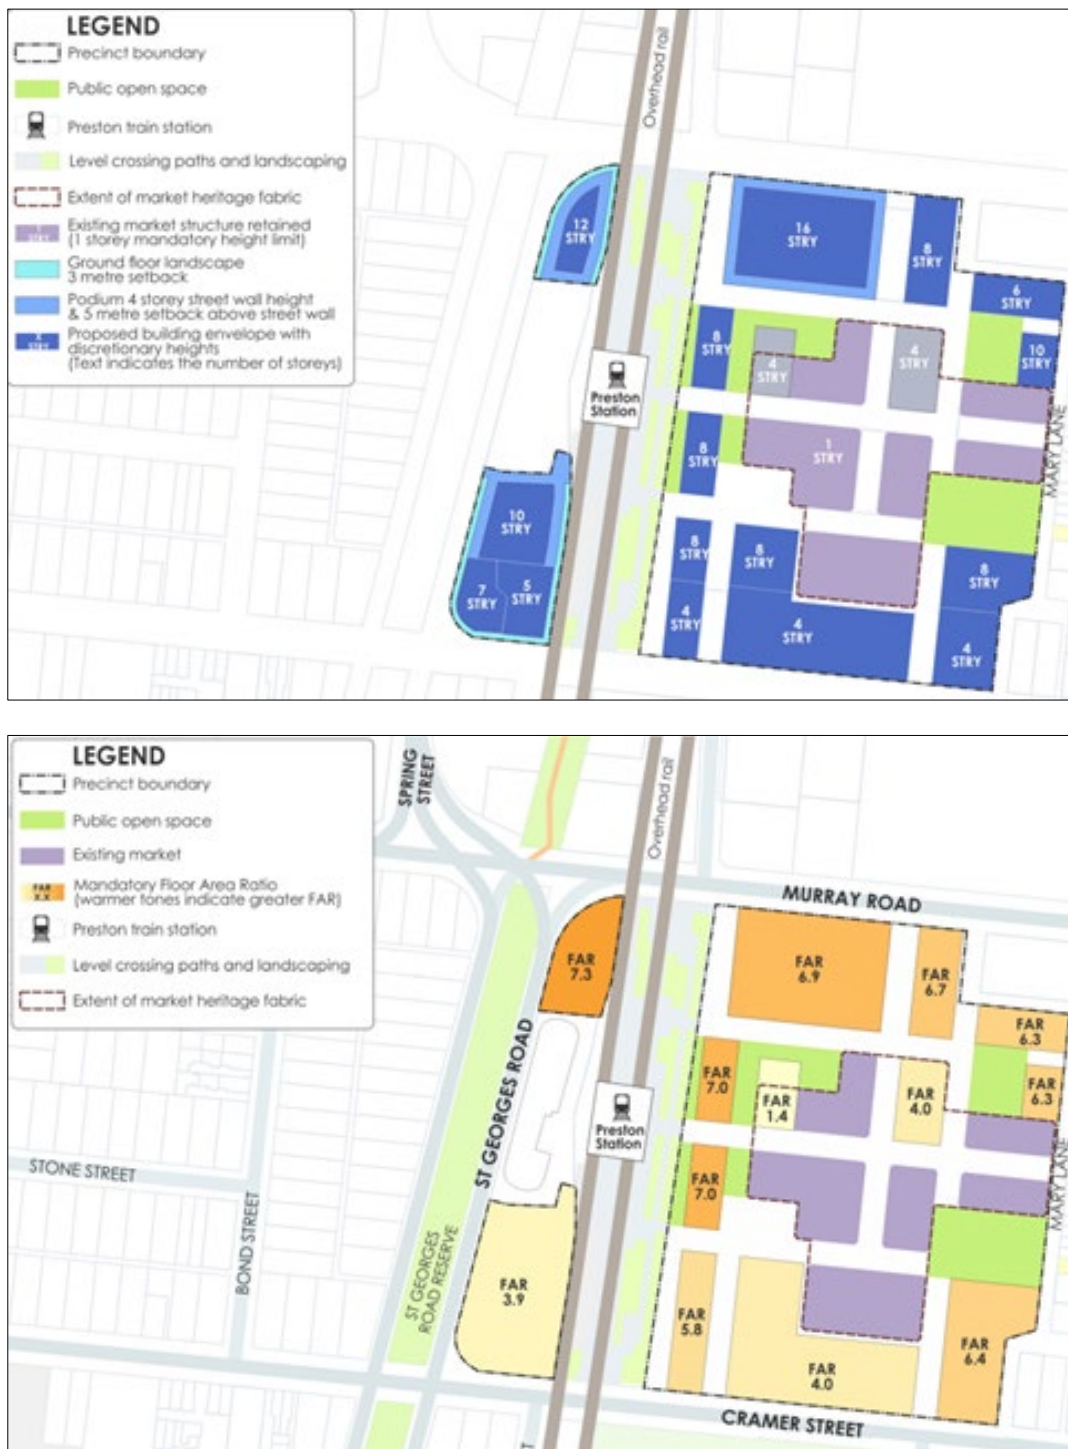 LEGEND
Precinct boundary
Public open space
Preston train station
Level crossing paths and landscaping
Extent of market heritage fabric
1
STRY
Existing market structure retained
(1 storey mandatory height limit)
Ground floor landscape
3 metre setback
Podium 4 storey street wall height
& 5 metre setback above street wall
X
STRY
Proposed building envelope with
discretionary heights
(Text indicates the number of storeys)
Overhead rail
12
STRY
16
STRY
8
STRY
6
STRY
8
STRY
4
STRY
4
STRY
10
STRY
Preston
Station
MARY LANE
8
STRY
1
STRY
10
STRY
8
STRY
8
STRY
8
STRY
7
STRY
5
STRY
4
STRY
4
STRY
4
STRY
LEGEND
Precinct boundary
Public open space
Existing market
FAR
X.X
Mandatory Floor Area Ratio
(warmer tones indicate greater FAR)
Preston train station
Level crossing paths and landscaping
Extent of market heritage fabric
SPRING
STREET
Overhead rail
MURRAY ROAD
FAR
7.3
FAR
6.9
FAR
6.7
FAR
6.3
FAR
7.0
FAR
1.4
FAR
4.0
FAR
6.3
Preston
Station
ST GEORGES ROAD
STONE STREET
BOND STREET
ST GEORGES
ROAD RESERVE
MARY LANE
FAR
7.0
FAR
3.9
FAR
5.8
FAR
4.0
FAR
6.4
CRAMER STREET
T